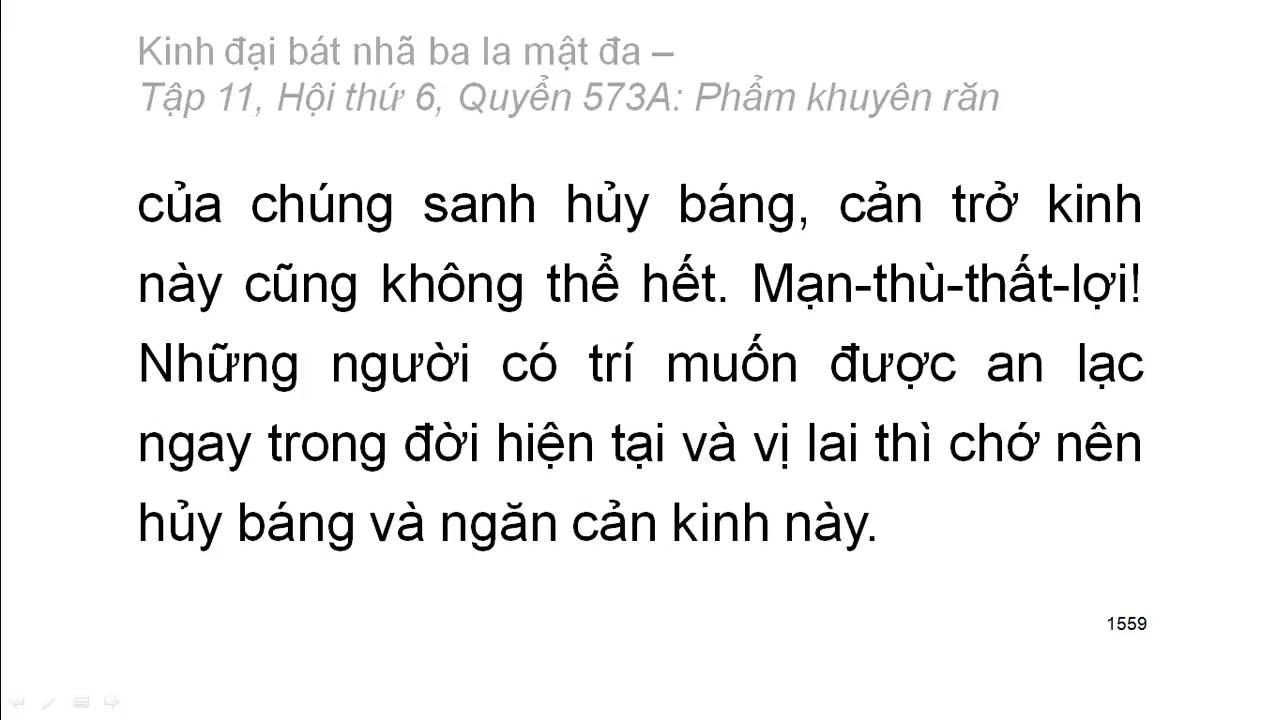 Kinh đại bát nhã ba la mật đa –
Tập 11, Hội thứ 6, Quyển 573A: Phẩm khuyên răn
của chúng sanh hủy báng, cản trở kinh
này cũng không thể hết. Mạn-thù-thất-lợi!
Những người có trí muốn được an lạc
ngay trong đời hiện tại và vị lai thì chớ nên
hủy báng và ngăn cản kinh này.
1559